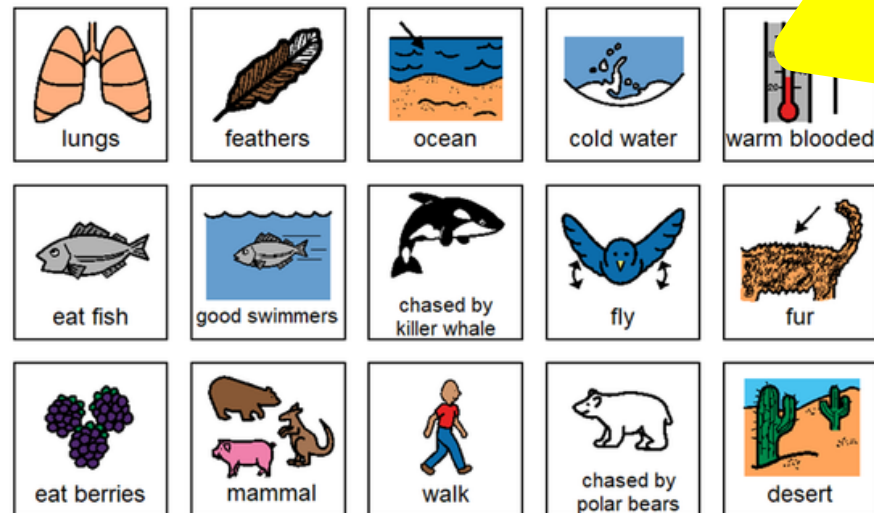 lungs
feathers
ocean
cold water
warm blooded
eat fish
good swimmers
chased by
killer whale
fly
fur
eat berries
mammal
walk
chased by
polar bears
desert